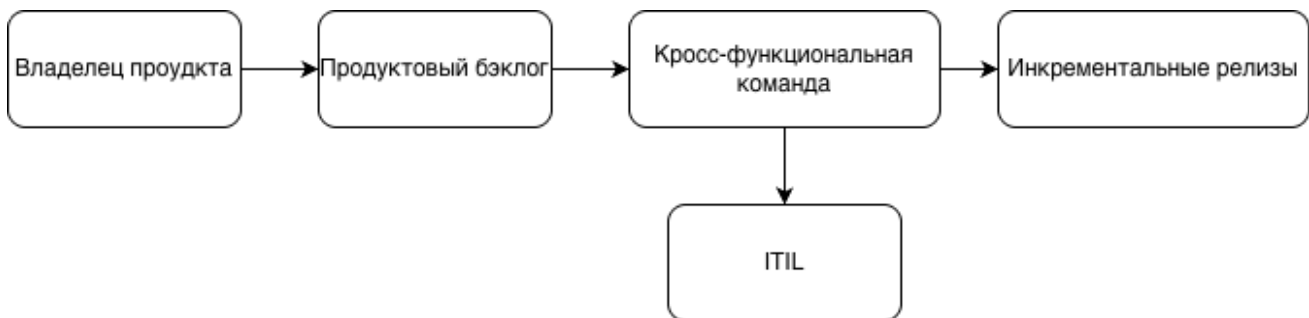 Владелец проудкта
Продуктовый бэклог
Кросс-функциональная
команда
Инкрементальные релизы
ITIL